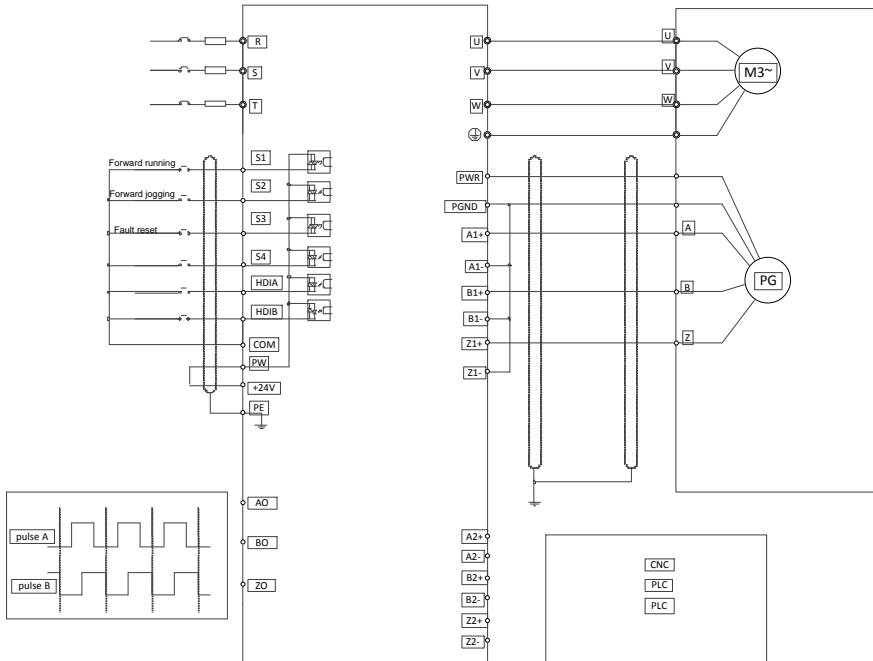 R
S
T
U
V
W
U
V
W
M3~
Forward running
Forward jogging
Fault reset
S1
S2
S3
S4
HDIA
HDIB
COM
PW
+24V
PE
PWR
PGND
A1+
A1-
B1+
B1-
Z1+
Z1-
A
B
Z
PG
pulse A
pulse B
AO
BO
ZO
A2+
A2-
B2+
B2-
Z2+
Z2-
CNC
PLC
PLC